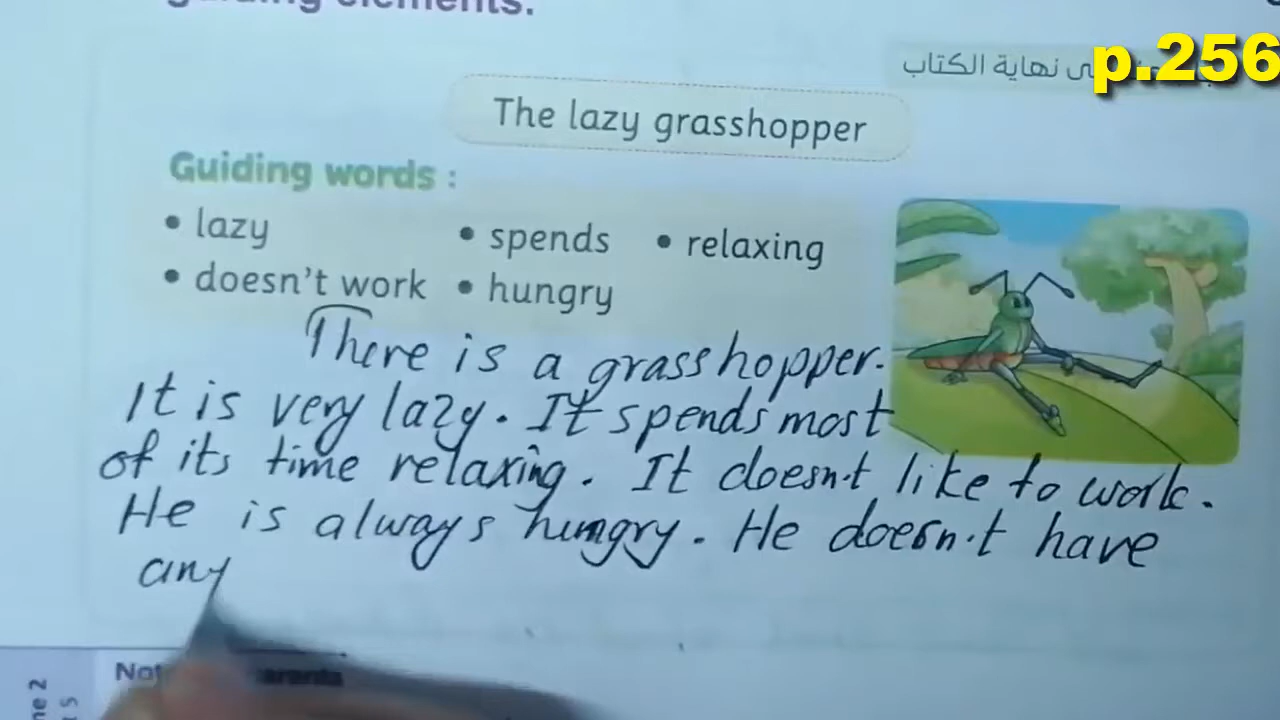 guiding elements.
p.256
نهاية الكتاب
The lazy grasshopper
Guiding words :
• lazy • spends • relaxing
• doesn't work • hungry
There is a grasshopper.
It is very lazy. It spends most
of its time relaxing. It doesn't like to work.
He is always hungry. He doesn't have
any